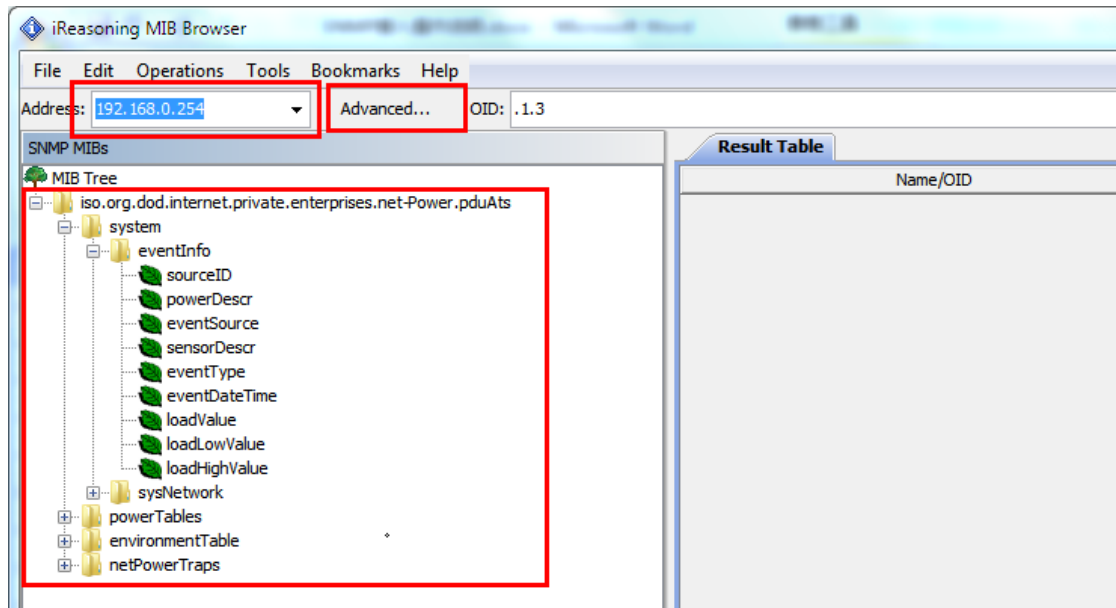 iReasoning MIB Browser
File Edit Operations Tools Bookmarks Help
Address: 192.168.0.254 Advanced... OID: .1.3
SNMP MIBs
Result Table
MIB Tree
Name/OID
iso.org.dod.internet.private.enterprises.net-Power.pduAts
system
eventInfo
sourceID
powerDescr
eventSource
sensorDescr
eventType
eventDateTime
loadValue
loadLowValue
loadHighValue
sysNetwork
powerTables
environmentTable
netPowerTraps